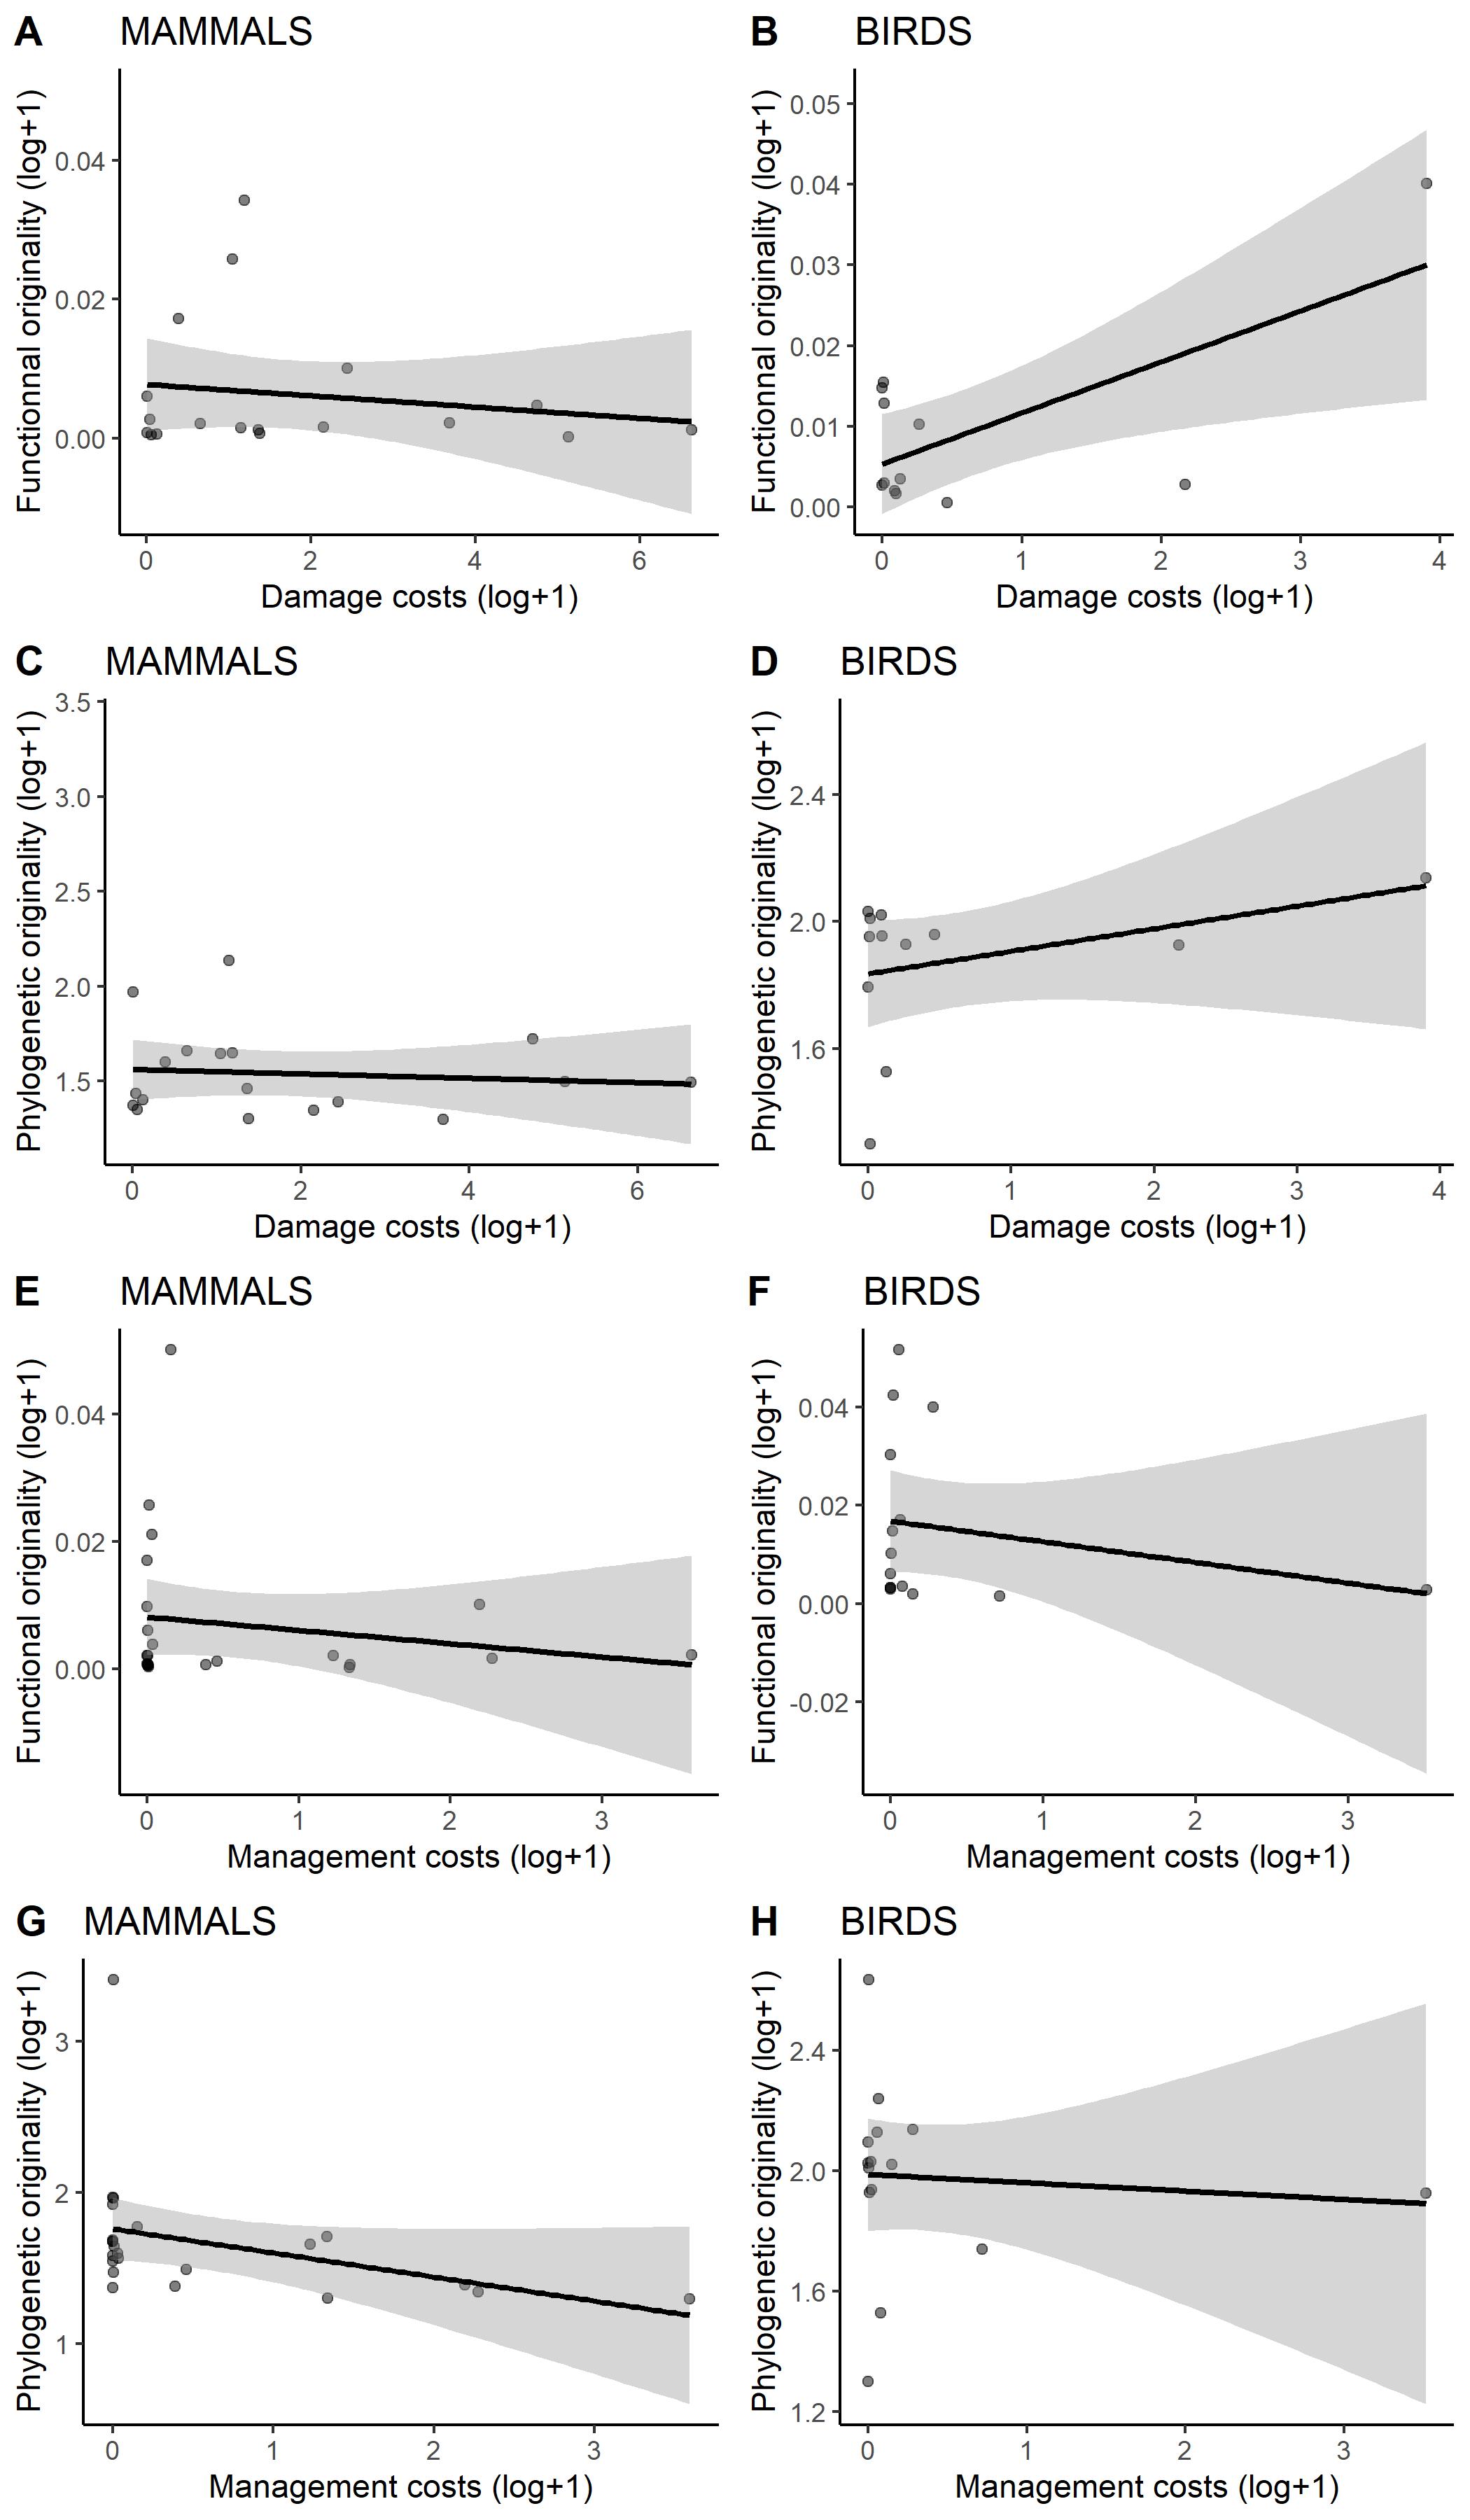 A MAMMALS
Functionnal originality (log+1)
0.04
0.02
0.00
0 2 4 6
Damage costs (log+1)
B BIRDS
Functionnal originality (log+1)
0.05
0.04
0.03
0.02
0.01
0.00
0 1 2 3 4
Damage costs (log+1)
C MAMMALS
Phylogenetic originality (log+1)
3.5
3.0
2.5
2.0
1.5
0 2 4 6
Damage costs (log+1)
D BIRDS
Phylogenetic originality (log+1)
2.4
2.0
1.6
0 1 2 3 4
Damage costs (log+1)
E MAMMALS
Functional originality (log+1)
0.04
0.02
0.00
0 1 2 3
Management costs (log+1)
F BIRDS
Functional originality (log+1)
0.04
0.02
0.00
-0.02
0 1 2 3
Management costs (log+1)
G MAMMALS
Phylogenetic originality (log+1)
3
2
1
0 1 2 3
Management costs (log+1)
H BIRDS
Phylogenetic originality (log+1)
2.4
2.0
1.6
1.2
0 1 2 3
Management costs (log+1)